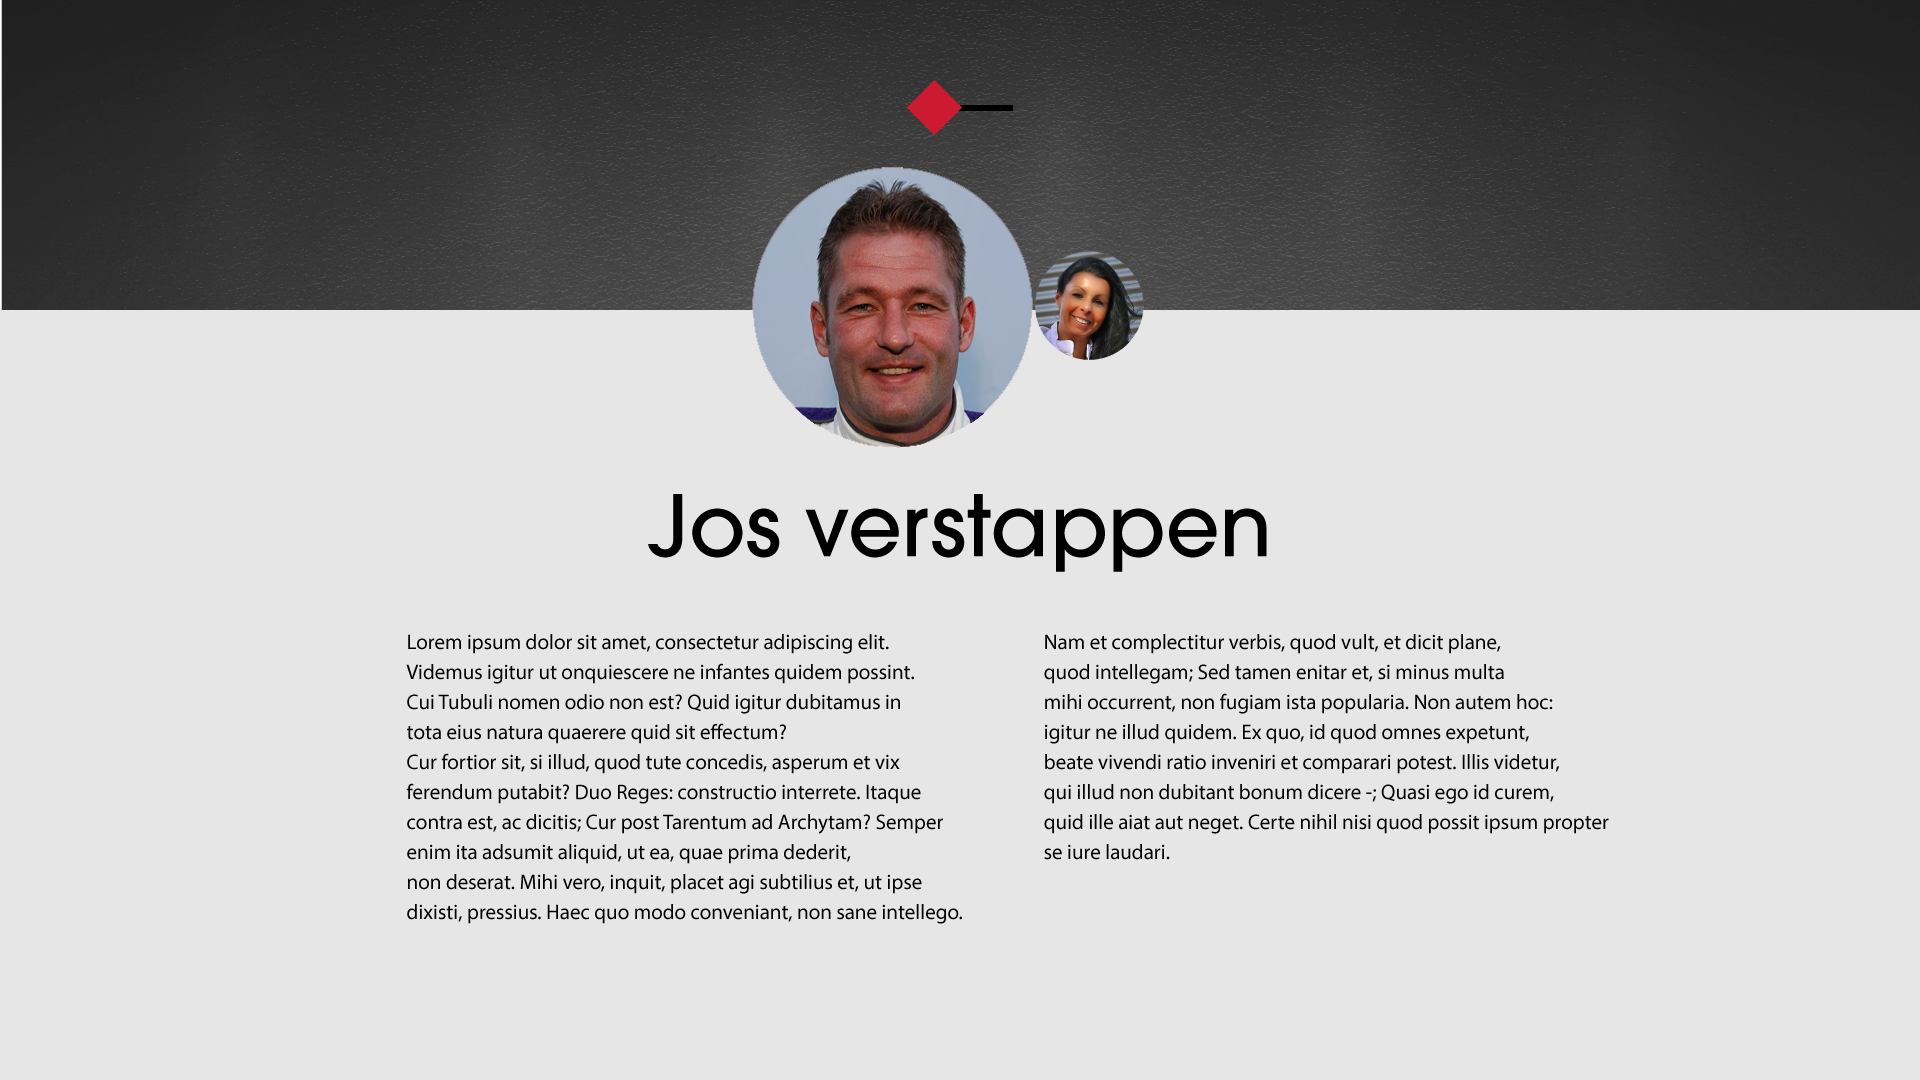 Jos verstappen
Lorem ipsum dolor sit amet, consectetur adipiscing elit.
Videmus igitur ut onquiescere ne infantes quidem possint.
Cui Tubuli nomen odio non est? Quid igitur dubitamus in
tota eius natura quaerere quid sit effectum?
Cur fortior sit, si illud, quod tute concedis, asperum et vix
ferendum putabit? Duo Reges: constructio interrete. Itaque
contra est, ac dicitis; Cur post Tarentum ad Archytam? Semper
enim ita adsumit aliquid, ut ea, quae prima dederit,
non deserat. Mihi vero, inquit, placet agi subtilius et, ut ipse
dixisti, pressius. Haec quo modo conveniant, non sane intellego.
Nam et complectitur verbis, quod vult, et dicit plane,
quod intellegam; Sed tamen enitar et, si minus multa
mihi occurrent, non fugiam ista popularia. Non autem hoc:
igitur ne illud quidem. Ex quo, id quod omnes expetunt,
beate vivendi ratio inveniri et comparari potest. Illis videtur,
qui illud non dubitant bonum dicere -; Quasi ego id curem,
quid ille aiat aut neget. Certe nihil nisi quod possit ipsum propter
se iure laudari.